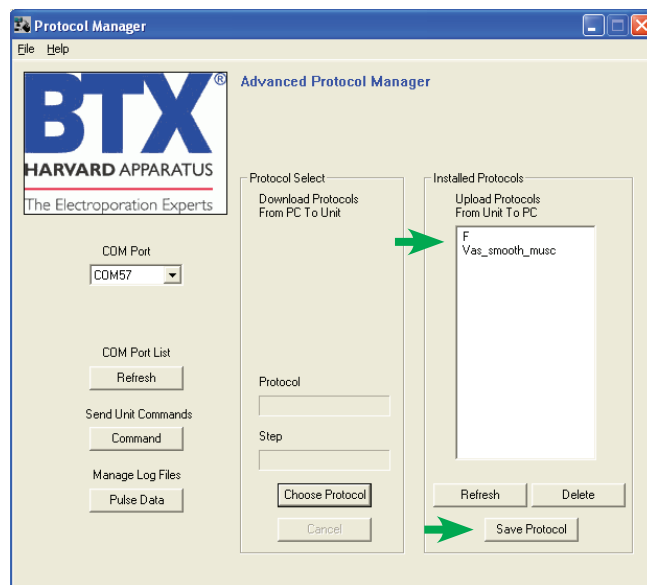 Protocol Manager
File Help
BTX®
HARVARD APPARATUS
The Electroporation Experts
Advanced Protocol Manager
COM Port
COM57
COM Port List
Refresh
Send Unit Commands
Command
Manage Log Files
Pulse Data
Protocol Select
Download Protocols
From PC To Unit
Protocol
Step
Choose Protocol
Cancel
Installed Protocols
Upload Protocols
From Unit To PC
F
Vas_smooth_musc
Refresh
Delete
Save Protocol